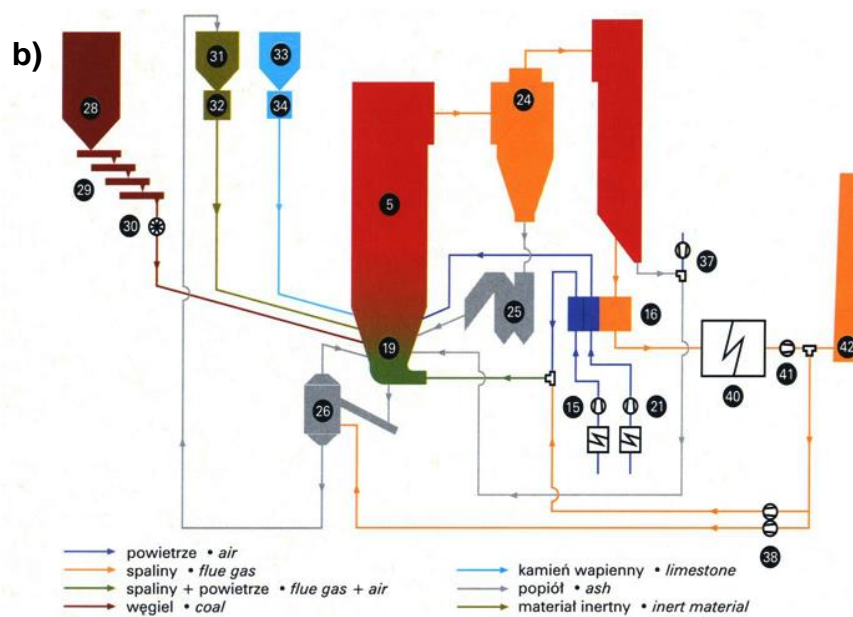 b)
31
33
28
32
34
24
5
29
30
37
25
16
19
42
41
40
15
21
26
38
powietrze • air
spaliny • flue gas
spaliny + powietrze • flue gas + air
węgiel • coal
kamień wapienny • limestone
popiół • ash
materiał inertny • inert material